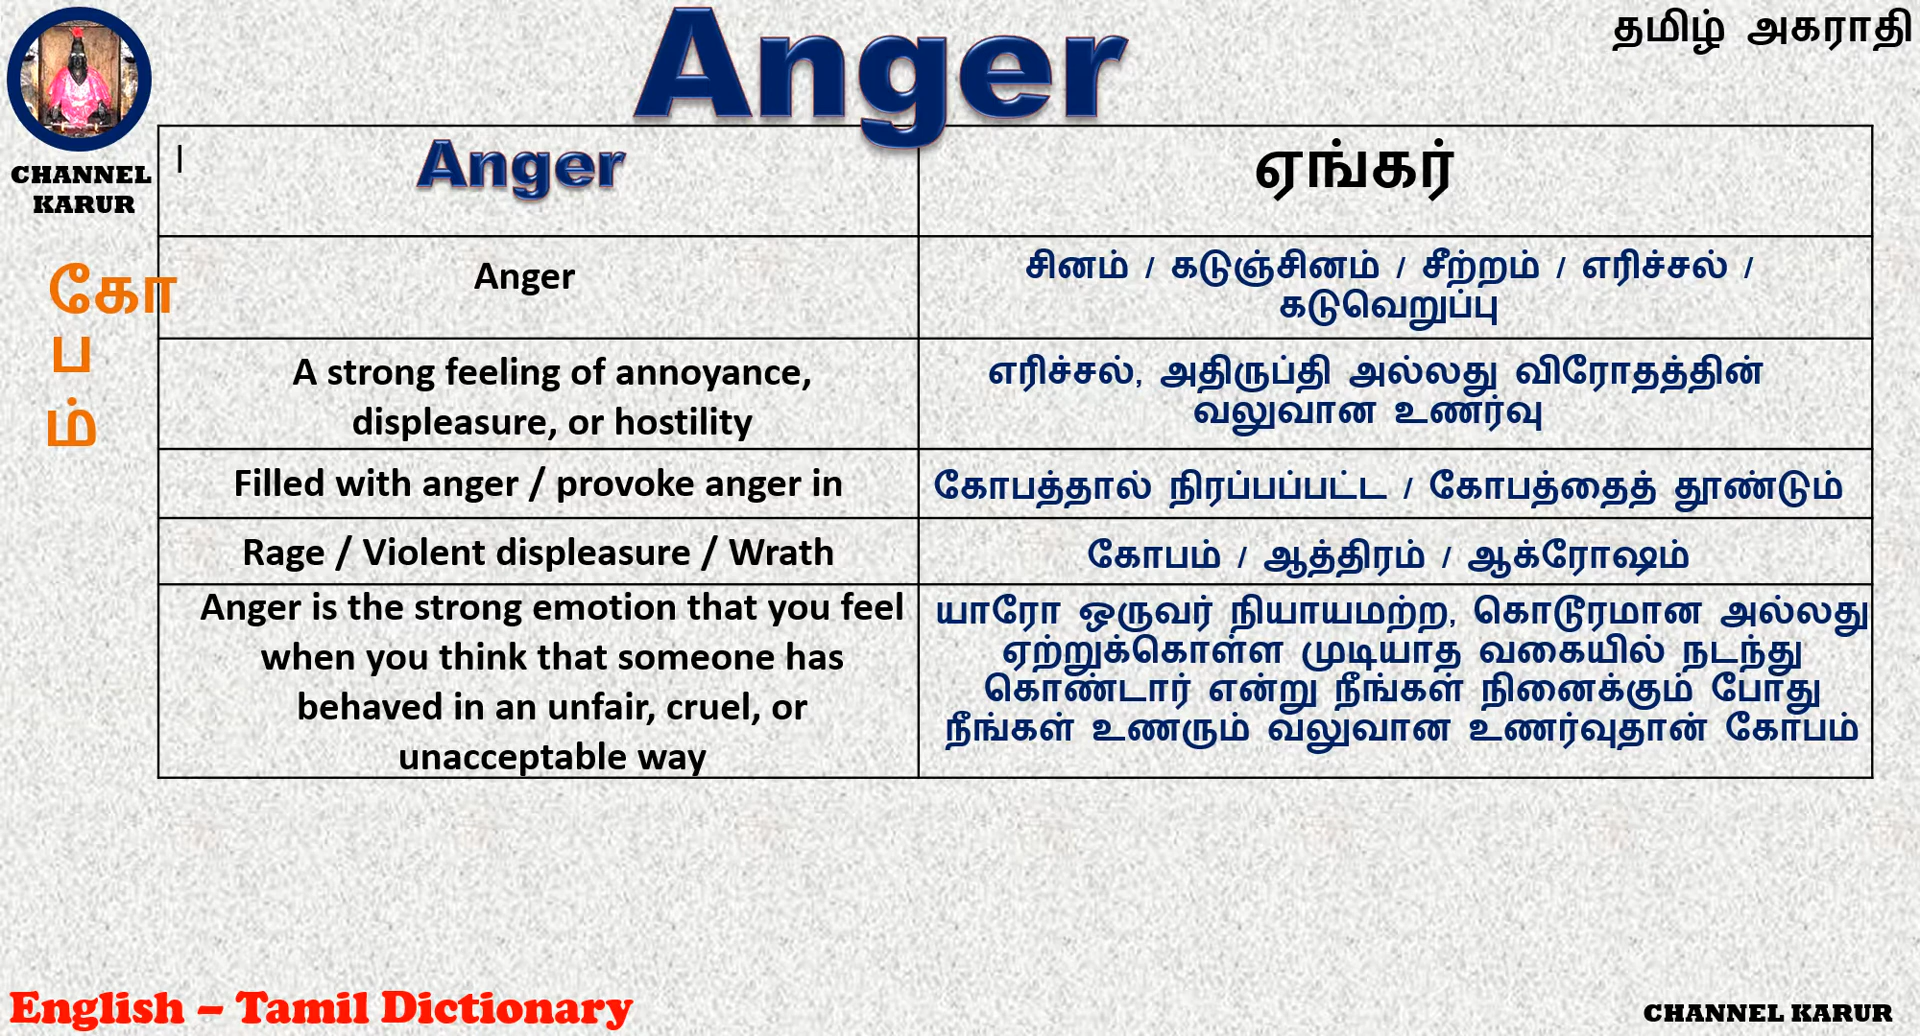 Anger
தமிழ் அகராதி
CHANNEL
KARUR
கோ
ப
ம்
Anger
ஏங்கர்
Anger
சினம் / கடுஞ்சினம் / சீற்றம் / எரிச்சல் /
கடுவெறுப்பு
A strong feeling of annoyance,
displeasure, or hostility
எரிச்சல், அதிருப்தி அல்லது விரோதத்தின்
வலுவான உணர்வு
Filled with anger / provoke anger in
கோபத்தால் நிரப்பப்பட்ட / கோபத்தைத் தூண்டும்
Rage / Violent displeasure / Wrath
கோபம் / ஆத்திரம் / ஆக்ரோஷம்
Anger is the strong emotion that you feel
when you think that someone has
behaved in an unfair, cruel, or
unacceptable way
யாரோ ஒருவர் நியாயமற்ற, கொடூரமான அல்லது
ஏற்றுக்கொள்ள முடியாத வகையில் நடந்து
கொண்டார் என்று நீங்கள் நினைக்கும் போது
நீங்கள் உணரும் வலுவான உணர்வுதான் கோபம்
English – Tamil Dictionary
CHANNEL KARUR